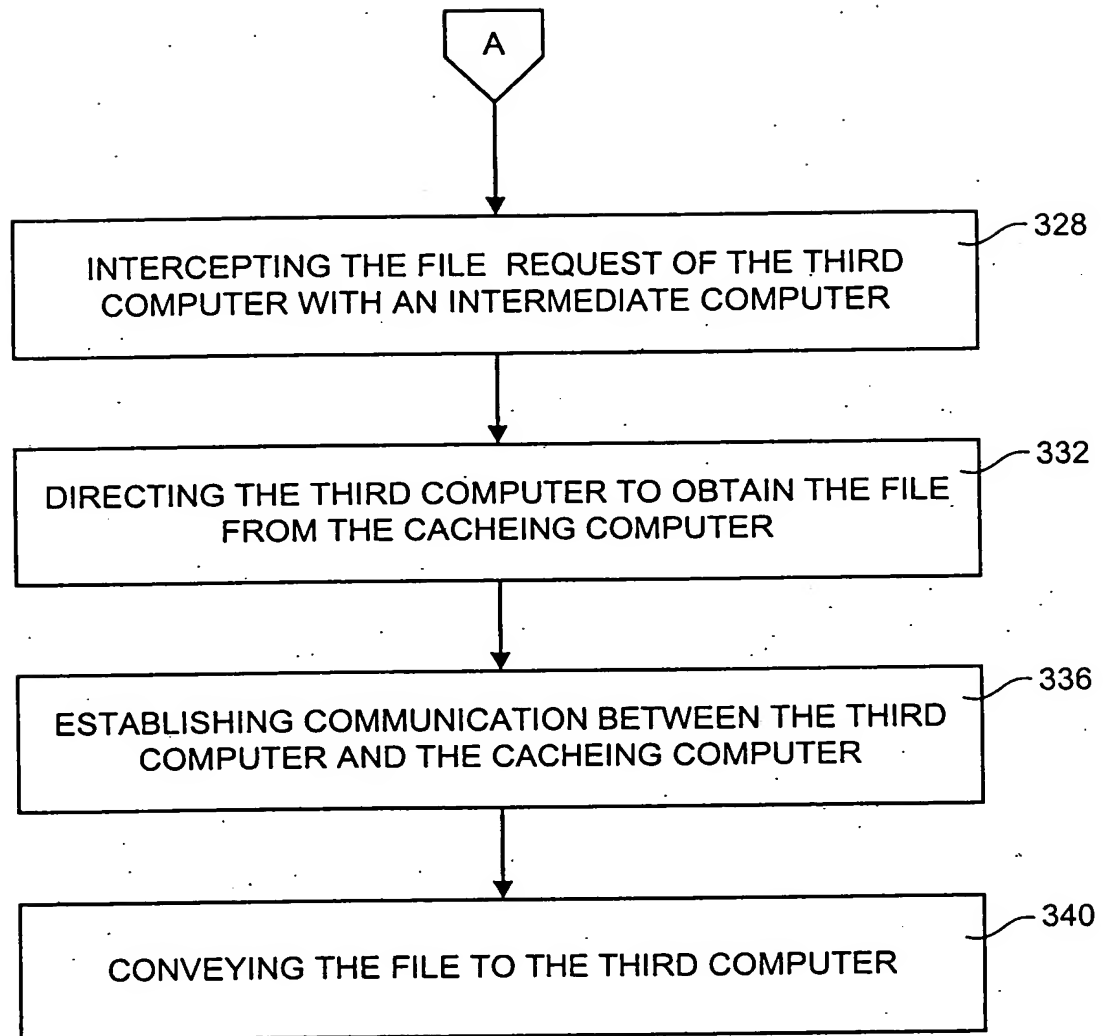 A
328
INTERCEPTING THE FILE REQUEST OF THE THIRD
COMPUTER WITH AN INTERMEDIATE COMPUTER
332
DIRECTING THE THIRD COMPUTER TO OBTAIN THE FILE
FROM THE CACHEING COMPUTER
336
ESTABLISHING COMMUNICATION BETWEEN THE THIRD
COMPUTER AND THE CACHEING COMPUTER
340
CONVEYING THE FILE TO THE THIRD COMPUTER